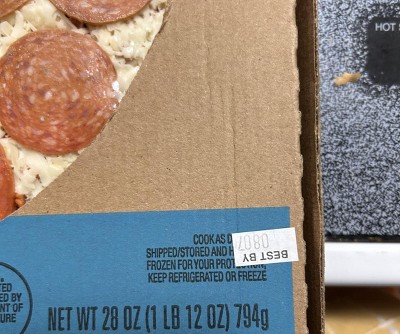 HOT
COOK AS
SHIPPED/STORED AND
FROZEN FOR YOUR
KEEP REFRIGERATED OR FREEZE
BEST BY
0807
NET WT 28 OZ (1 LB 12 OZ) 794g